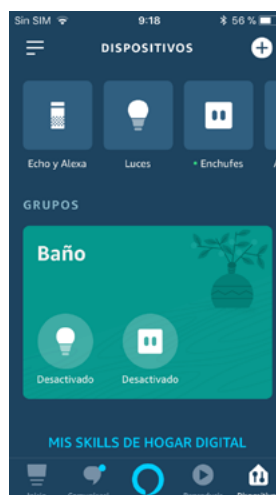 Sin SIM 9:18 56 %
DISPOSITIVOS
Echo y Alexa Luces Enchufes
GRUPOS
Baño
Desactivado Desactivado
MIS SKILLS DE HOGAR DIGITAL